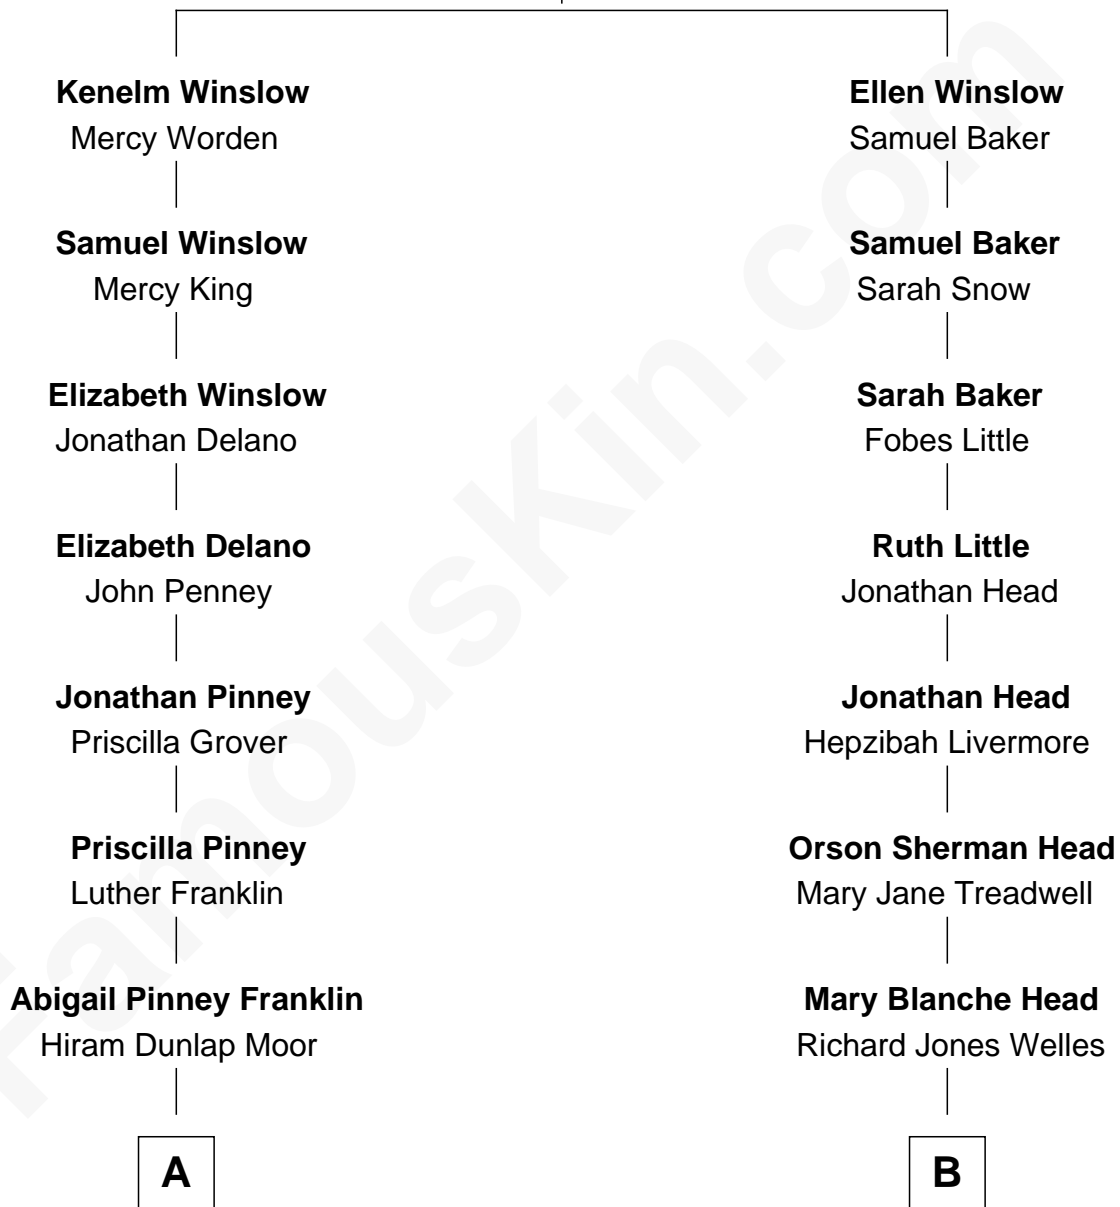 Kenelm Winslow
Mercy Worden
Samuel Winslow
Mercy King
Elizabeth Winslow
Jonathan Delano
Elizabeth Delano
John Penney
Jonathan Pinney
Priscilla Grover
Priscilla Pinney
Luther Franklin
Abigail Pinney Franklin
Hiram Dunlap Moor
A
Ellen Winslow
Samuel Baker
Samuel Baker
Sarah Snow
Sarah Baker
Fobes Little
Ruth Little
Jonathan Head
Jonathan Head
Hepzibah Livermore
Orson Sherman Head
Mary Jane Treadwell
Mary Blanche Head
Richard Jones Welles
B
FamousKin.com